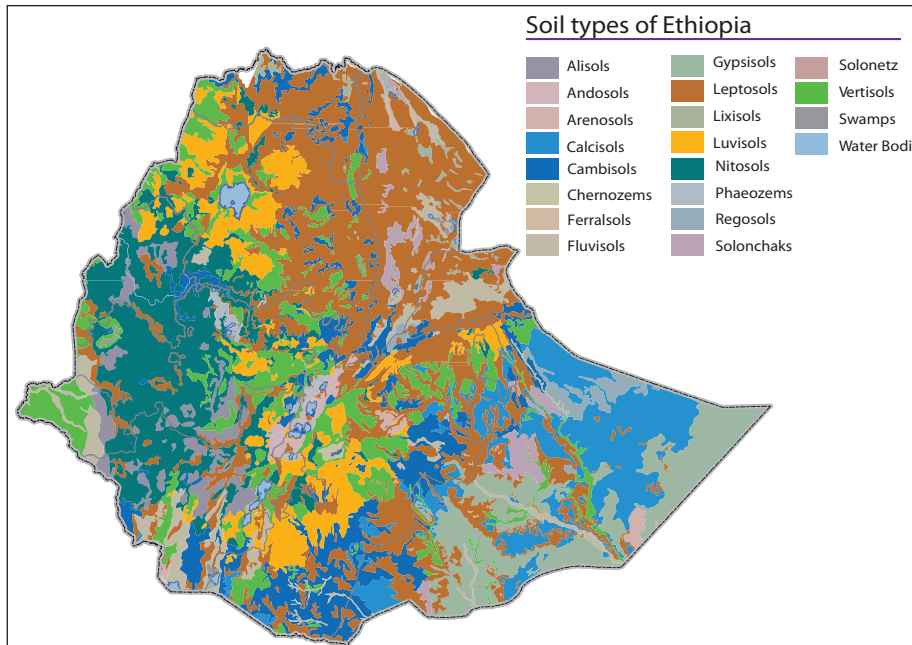 Soil types of Ethiopia
Alisols
Andosols
Arenosols
Calcisols
Cambisols
Chernozems
Ferralsols
Fluvisols
Gypsisols
Leptosols
Lixisols
Luvisols
Nitosols
Phaeozems
Regosols
Solonchaks
Solonetz
Vertisols
Swamps
Water Bodi